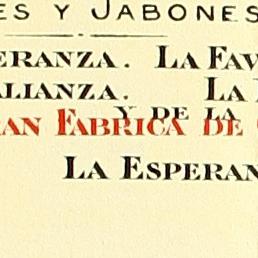 ES Y JABONES
ERANZA. LA FAV
ALIANZA. LA
Y DE LA
AN FABRICA DE
LA ESPERAN